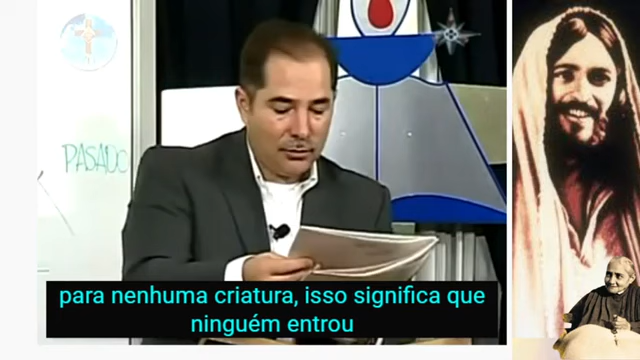 PASADO
para nenhuma criatura, isso significa que
ninguém entrou